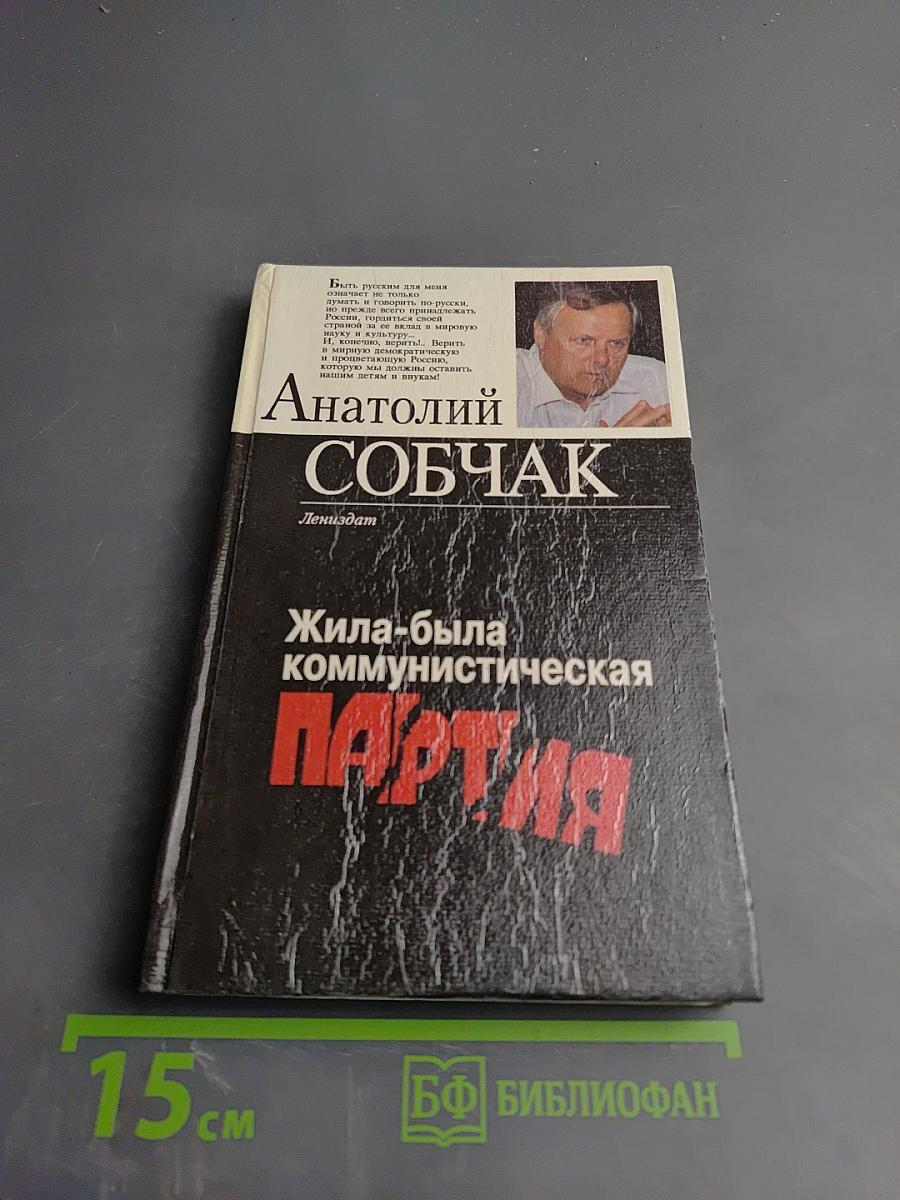 Быть русским для меня
означает не только
думать и говорить по-русски,
но прежде всего принадлежать
России, гордиться своей
страной за ее вклад в мировую
науку и культуру...
И, конечно, верить!.. Верить
в мирную демократическую
и процветающую Россию,
которую мы должны оставить
нашим детям и внукам!
Анатолий
СОБЧАК
Лениздат
Жила-была
коммунистическая
ПАРТИЯ
15 см
БФ БИБЛИОФАН